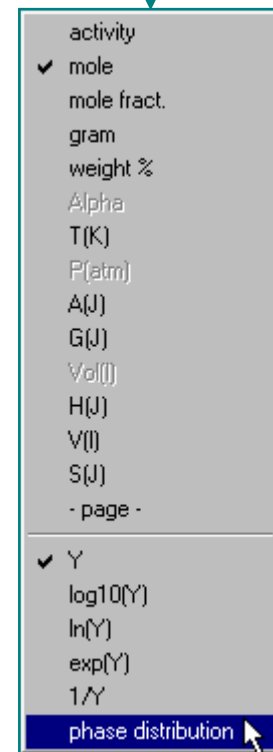 activity
mole
mole fract.
gram
weight %
Alpha
T(K)
P(atm)
A(J)
G(J)
Vol(l)
H(J)
V(l)
S(J)
- page -
Y
log10(Y)
ln(Y)
exp(Y)
1/Y
phase distribution